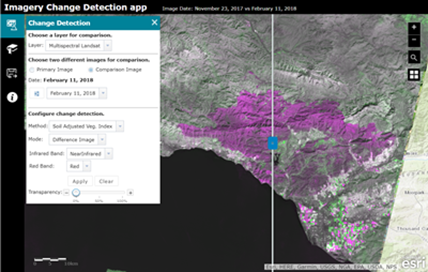 Imagery Change Detection app
Image Date: November 23, 2017 vs February 11, 2018
Change Detection
Choose a layer for comparison.
Layer: Multispectral Landsat
Choose two different images for comparison.
Primary Image Comparison Image
Date: February 11, 2018
February 11, 2018
Configure change detection.
Method: Soil Adjusted Veg. Index
Mode: Difference Image
Infrared Band: NearInfrared
Red Band: Red
Apply Clear
Transparency:
0% 50% 100%
Esri, HERE, Garmin, USGS, NGA, EPA, USDA, NPS
esri